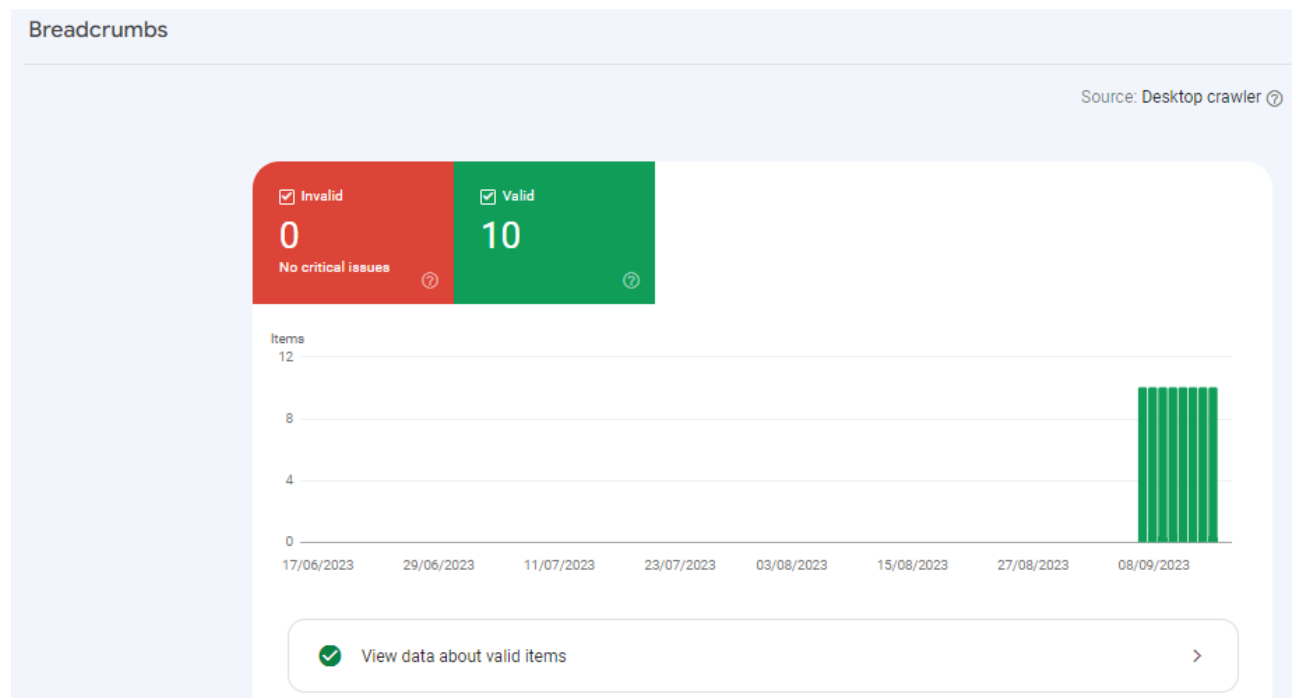 Breadcrumbs
Source: Desktop crawler
Invalid
0
No critical issues
Valid
10
Items
12
8
4
0
17/06/2023 29/06/2023 11/07/2023 23/07/2023 03/08/2023 15/08/2023 27/08/2023 08/09/2023
View data about valid items